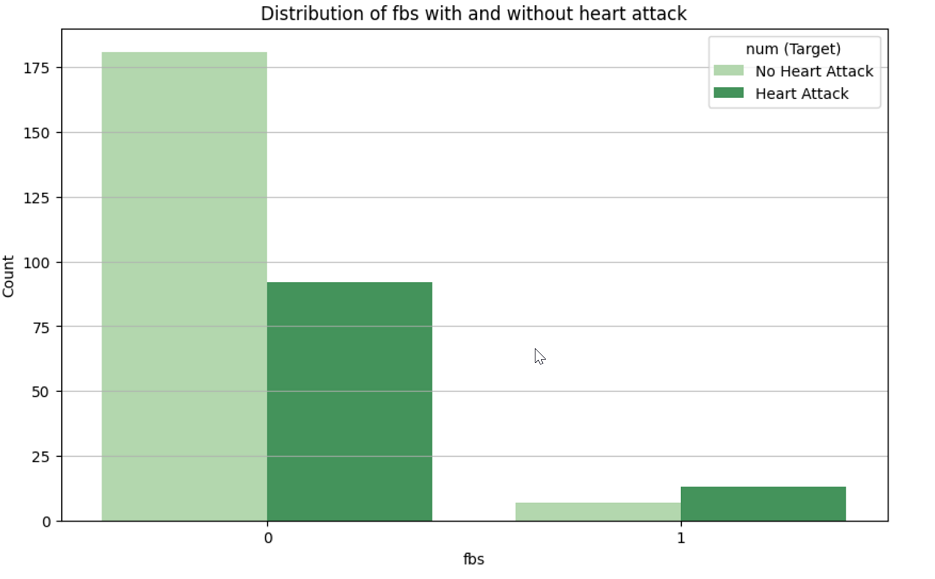 Distribution of fbs with and without heart attack
num (Target)
No Heart Attack
Heart Attack
175
150
125
100
75
50
25
0
Count
0 1
fbs